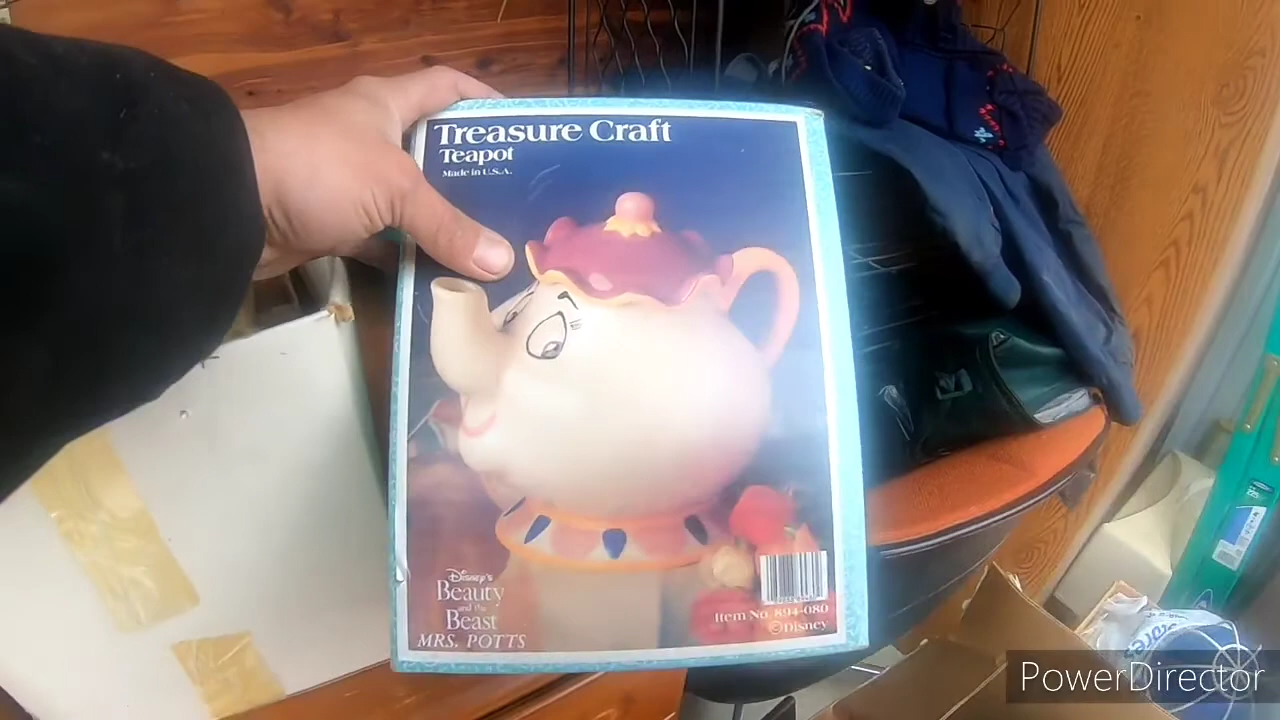 Treasure Craft
Teapot
Made in U.S.A.
Disney's
Beauty
and the
Beast
MRS. POTTS
Item No. 894-080
©Disney
PowerDirector